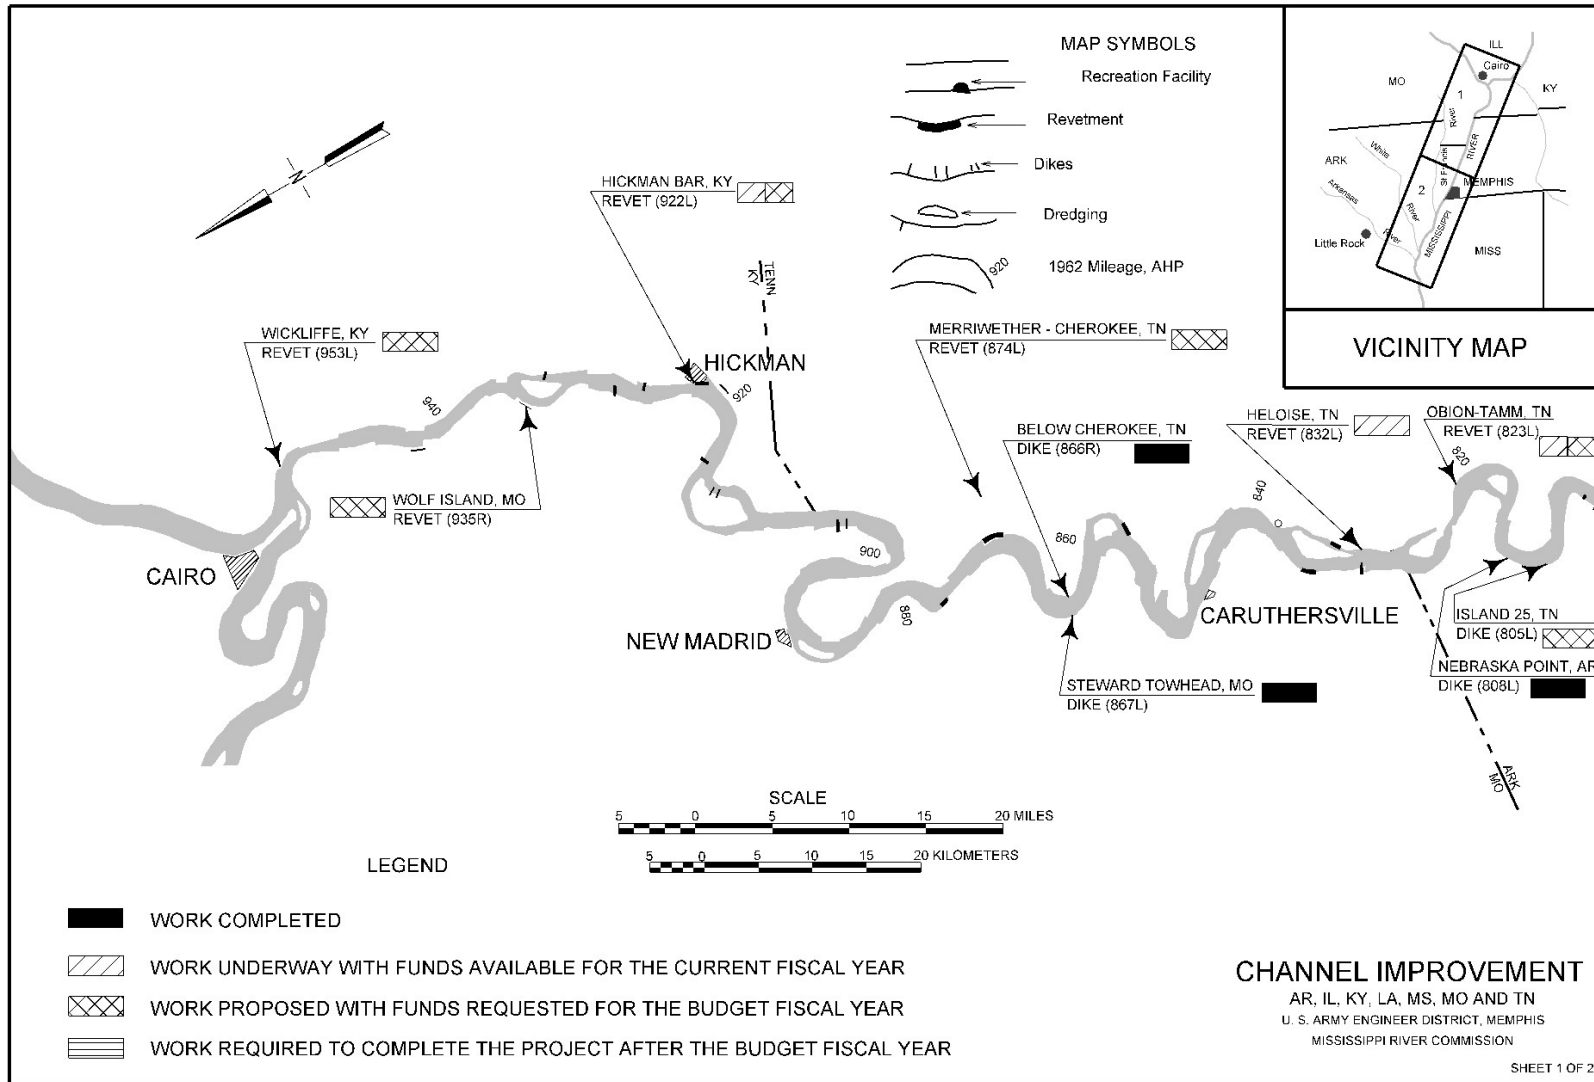 MAP SYMBOLS
Recreation Facility
Revetment
Dikes
Dredging
920
1962 Mileage, AHP
ILL
Cairo
MO
KY
1
River
White
ARK
St Francis
RIVER
MEMPHIS
2
Arkansas
River
River
MISSISSIPPI
Little Rock
MISS
VICINITY MAP
N
HICKMAN BAR, KY
REVET (922L)
TENN
KY
WICKLIFFE, KY
REVET (953L)
MERRIWETHER - CHEROKEE, TN
REVET (874L)
HICKMAN
920
940
BELOW CHEROKEE, TN
DIKE (866R)
HELOISE, TN
REVET (832L)
OBION-TAMM, TN
REVET (823L)
820
840
WOLF ISLAND, MO
REVET (935R)
860
900
CAIRO
880
NEW MADRID
CARUTHERSVILLE
ISLAND 25, TN
DIKE (805L)
NEBRASKA POINT, AR
DIKE (808L)
STEWARD TOWHEAD, MO
DIKE (867L)
ARK
MO
SCALE
5 0 5 10 15 20 MILES
5 0 5 10 15 20 KILOMETERS
LEGEND
WORK COMPLETED
WORK UNDERWAY WITH FUNDS AVAILABLE FOR THE CURRENT FISCAL YEAR
WORK PROPOSED WITH FUNDS REQUESTED FOR THE BUDGET FISCAL YEAR
WORK REQUIRED TO COMPLETE THE PROJECT AFTER THE BUDGET FISCAL YEAR
CHANNEL IMPROVEMENT
AR, IL, KY, LA, MS, MO AND TN
U. S. ARMY ENGINEER DISTRICT, MEMPHIS
MISSISSIPPI RIVER COMMISSION
SHEET 1 OF 2